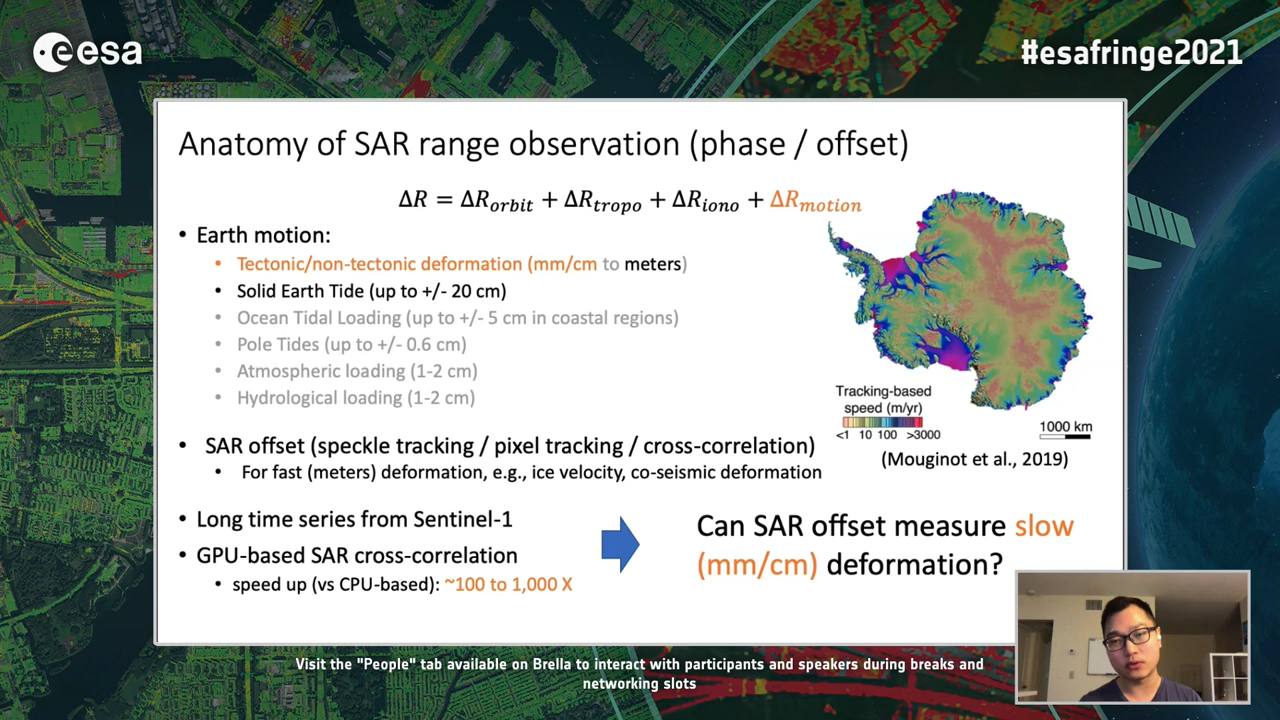 esa
#esafringe2021
Anatomy of SAR range observation (phase / offset)
ΔR = ΔR_orbit + ΔR_tropo + ΔR_iono + ΔR_motion
• Earth motion:
• Tectonic/non-tectonic deformation (mm/cm to meters)
• Solid Earth Tide (up to +/- 20 cm)
• Ocean Tidal Loading (up to +/- 5 cm in coastal regions)
• Pole Tides (up to +/- 0.6 cm)
• Atmospheric loading (1-2 cm)
• Hydrological loading (1-2 cm)
Tracking-based
speed (m/yr)
<1 10 100 >3000
1000 km
(Mouginot et al., 2019)
• SAR offset (speckle tracking / pixel tracking / cross-correlation)
• For fast (meters) deformation, e.g., ice velocity, co-seismic deformation
• Long time series from Sentinel-1
• GPU-based SAR cross-correlation
• speed up (vs CPU-based): ~100 to 1,000 X
Can SAR offset measure slow
(mm/cm) deformation?
Visit the "People" tab available on Brella to interact with participants and speakers during breaks and
networking slots